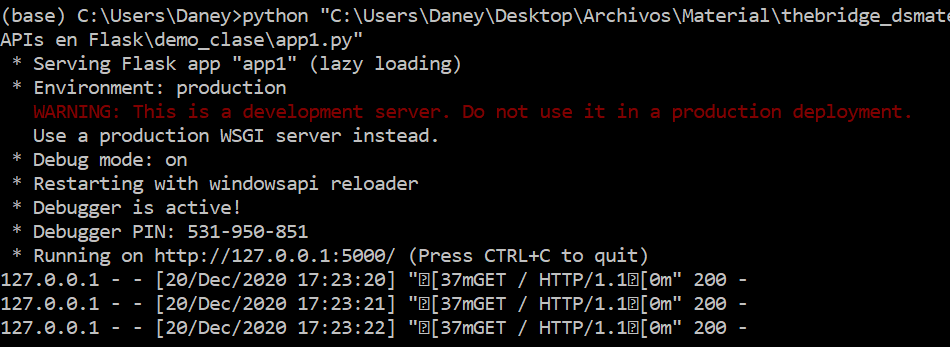 (base) C:\Users\Daney>python "C:\Users\Daney\Desktop\Archivos\Material\thebridge_dsmate
APIs en Flask\demo_clase\app1.py"
 * Serving Flask app "app1" (lazy loading)
 * Environment: production
   WARNING: This is a development server. Do not use it in a production deployment.
   Use a production WSGI server instead.
 * Debug mode: on
 * Restarting with windowsapi reloader
 * Debugger is active!
 * Debugger PIN: 531-950-851
 * Running on http://127.0.0.1:5000/ (Press CTRL+C to quit)
127.0.0.1 - - [20/Dec/2020 17:23:20] "�[37mGET / HTTP/1.1�[0m" 200 -
127.0.0.1 - - [20/Dec/2020 17:23:21] "�[37mGET / HTTP/1.1�[0m" 200 -
127.0.0.1 - - [20/Dec/2020 17:23:22] "�[37mGET / HTTP/1.1�[0m" 200 -